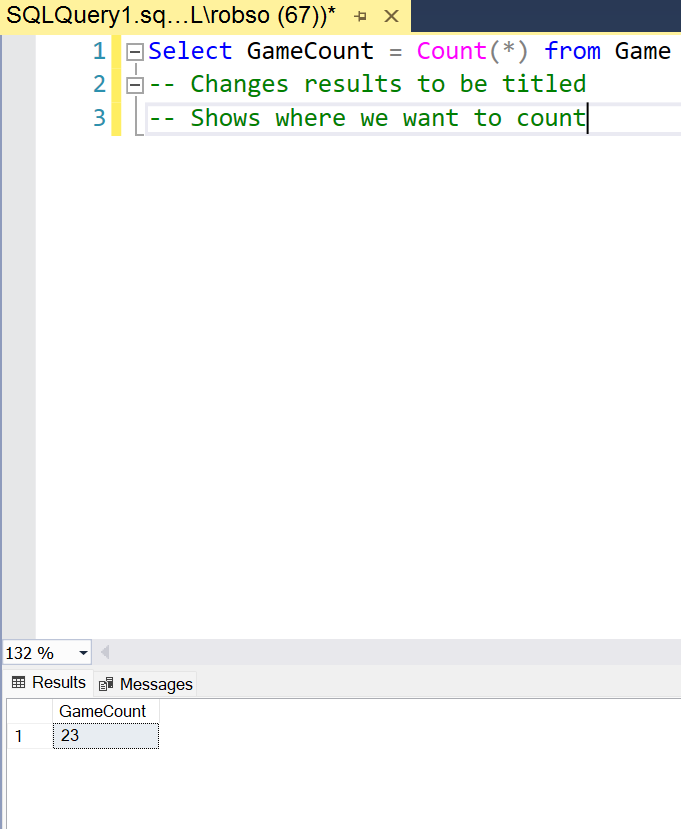 SQLQuery1.sq...L\robso (67))*
1 Select GameCount = Count(*) from Game
2 -- Changes results to be titled
3 -- Shows where we want to count
132 %
Results Messages
GameCount
1 23